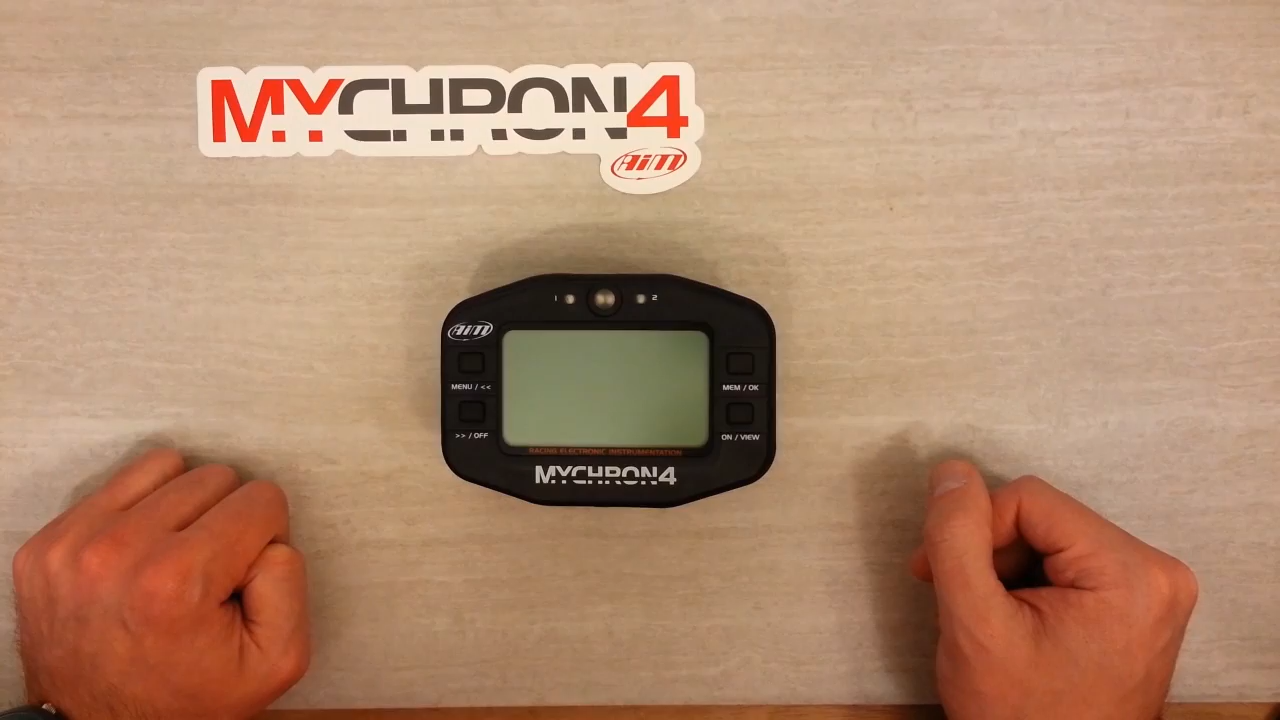 MYCHRON4
AiM
1 2
AiM
MENU / <<
MEM / OK
>> / OFF
ON / VIEW
RACING ELECTRONIC INSTRUMENTATION
MYCHRON4